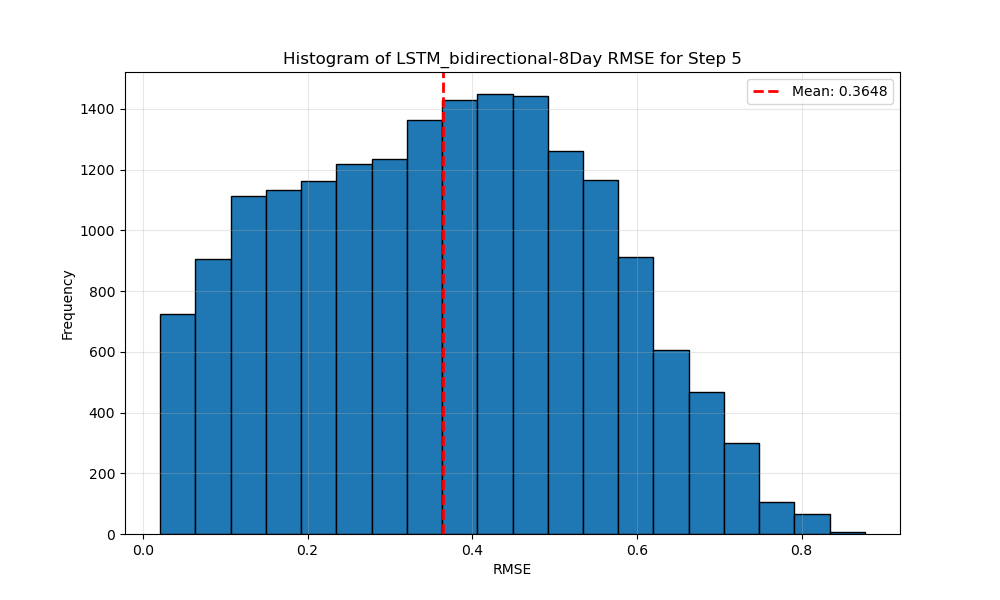 Histogram of LSTM_bidirectional-8Day RMSE for Step 5
Mean: 0.3648
Frequency
1400
1200
1000
800
600
400
200
0
0.0 0.2 0.4 0.6 0.8
RMSE